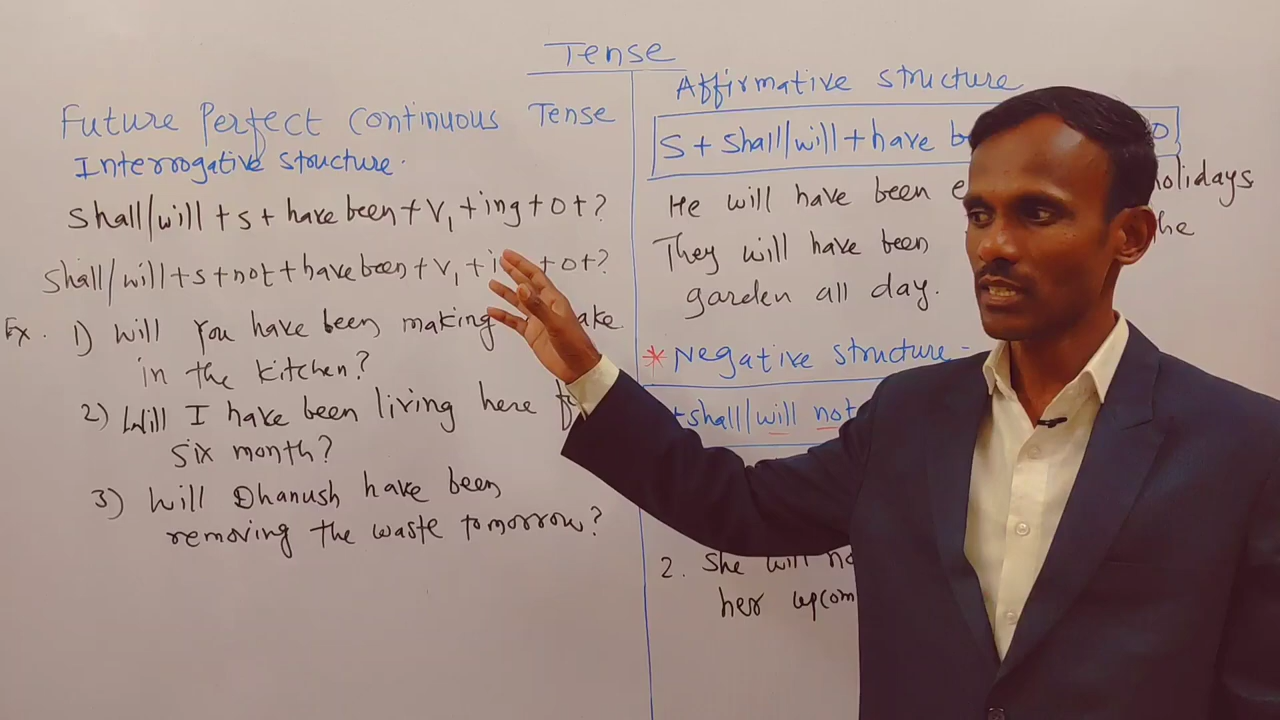 Tense
Future Perfect Continuous Tense
Interrogative structure.
Shall/will + s + have been + V1 + ing + o + ?
Shall/will + s + not + have been + V1 + + o + ?
Ex. 1) Will you have been making
in the kitchen?
2) Will I have been living here
six month?
3) Will Dhanush have been
removing the waste tomorrow?
Affirmative structure
S + shall/will + have
He will have been holidays
They will have been
garden all day.
* Negative structure -
+ shall/will not
2. She will
her